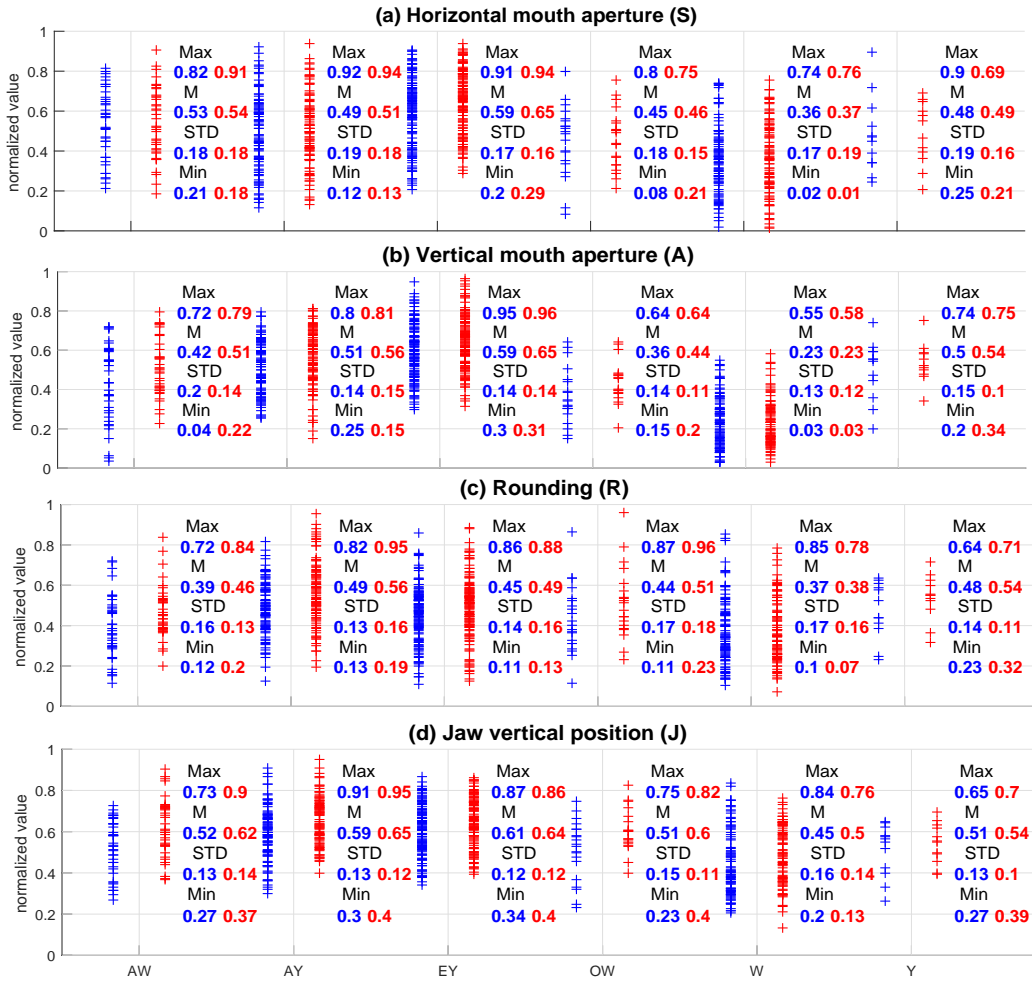 (a) Horizontal mouth aperture (S)
normalized value
1
0.8
0.6
0.4
0.2
0
Max Max Max Max Max Max
0.82 0.91 0.92 0.94 0.91 0.94 0.8 0.75 0.74 0.76 0.9 0.69
M M M M M M
0.53 0.54 0.49 0.51 0.59 0.65 0.45 0.46 0.36 0.37 0.48 0.49
STD STD STD STD STD STD
0.18 0.18 0.19 0.18 0.17 0.16 0.18 0.15 0.17 0.19 0.19 0.16
Min Min Min Min Min Min
0.21 0.18 0.12 0.13 0.2 0.29 0.08 0.21 0.02 0.01 0.25 0.21
(b) Vertical mouth aperture (A)
normalized value
1
0.8
0.6
0.4
0.2
0
Max Max Max Max Max Max
0.72 0.79 0.8 0.81 0.95 0.96 0.64 0.64 0.55 0.58 0.74 0.75
M M M M M M
0.42 0.51 0.51 0.56 0.59 0.65 0.36 0.44 0.23 0.23 0.5 0.54
STD STD STD STD STD STD
0.2 0.14 0.14 0.15 0.14 0.14 0.14 0.11 0.13 0.12 0.15 0.1
Min Min Min Min Min Min
0.04 0.22 0.25 0.15 0.3 0.31 0.15 0.2 0.03 0.03 0.2 0.34
(c) Rounding (R)
normalized value
1
0.8
0.6
0.4
0.2
0
Max Max Max Max Max Max
0.72 0.84 0.82 0.95 0.86 0.88 0.87 0.96 0.85 0.78 0.64 0.71
M M M M M M
0.39 0.46 0.49 0.56 0.45 0.49 0.44 0.51 0.37 0.38 0.48 0.54
STD STD STD STD STD STD
0.16 0.13 0.13 0.16 0.14 0.16 0.17 0.18 0.17 0.16 0.14 0.11
Min Min Min Min Min Min
0.12 0.2 0.13 0.19 0.11 0.13 0.11 0.23 0.1 0.07 0.23 0.32
(d) Jaw vertical position (J)
normalized value
1
0.8
0.6
0.4
0.2
0
Max Max Max Max Max Max
0.73 0.9 0.91 0.95 0.87 0.86 0.75 0.82 0.84 0.76 0.65 0.7
M M M M M M
0.52 0.62 0.59 0.65 0.61 0.64 0.51 0.6 0.45 0.5 0.51 0.54
STD STD STD STD STD STD
0.13 0.14 0.13 0.12 0.12 0.12 0.15 0.11 0.16 0.14 0.13 0.1
Min Min Min Min Min Min
0.27 0.37 0.3 0.4 0.34 0.4 0.23 0.4 0.2 0.13 0.27 0.39
AW AY EY OW W Y